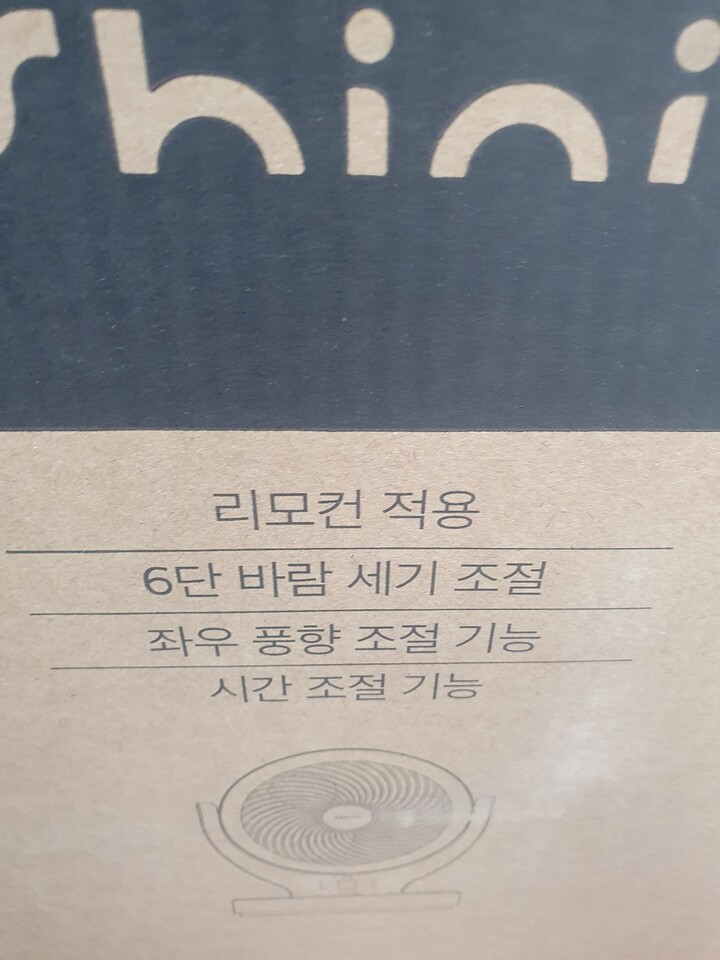 shini
리모컨 적용
6단 바람 세기 조절
좌우 풍향 조절 기능
시간 조절 기능